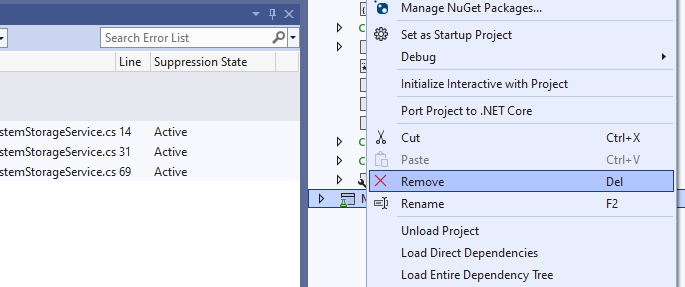 Search Error List
Line Suppression State
stemStorageService.cs 14 Active
stemStorageService.cs 31 Active
stemStorageService.cs 69 Active
Manage NuGet Packages...
Set as Startup Project
Debug
Initialize Interactive with Project
Port Project to .NET Core
Cut Ctrl+X
Paste Ctrl+V
Remove Del
Rename F2
Unload Project
Load Direct Dependencies
Load Entire Dependency Tree